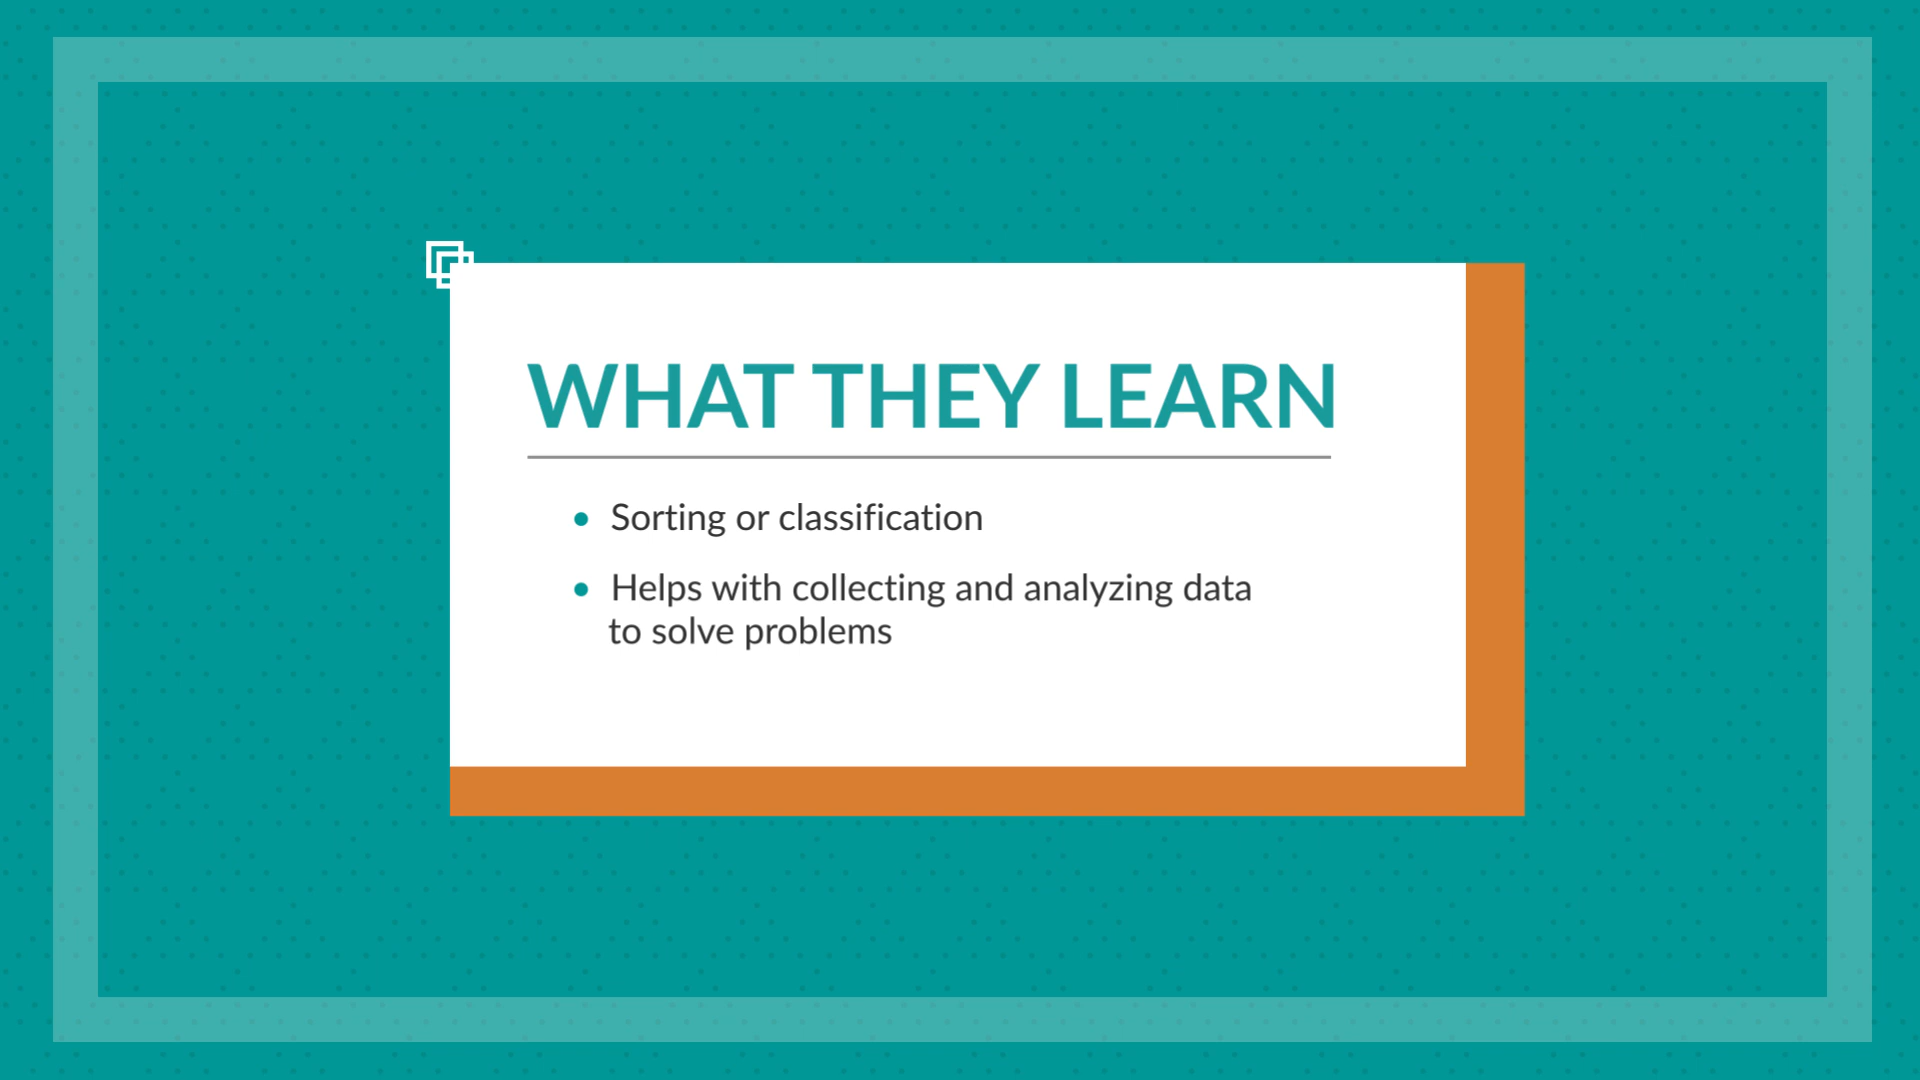 WHAT THEY LEARN
• Sorting or classification
• Helps with collecting and analyzing data
to solve problems